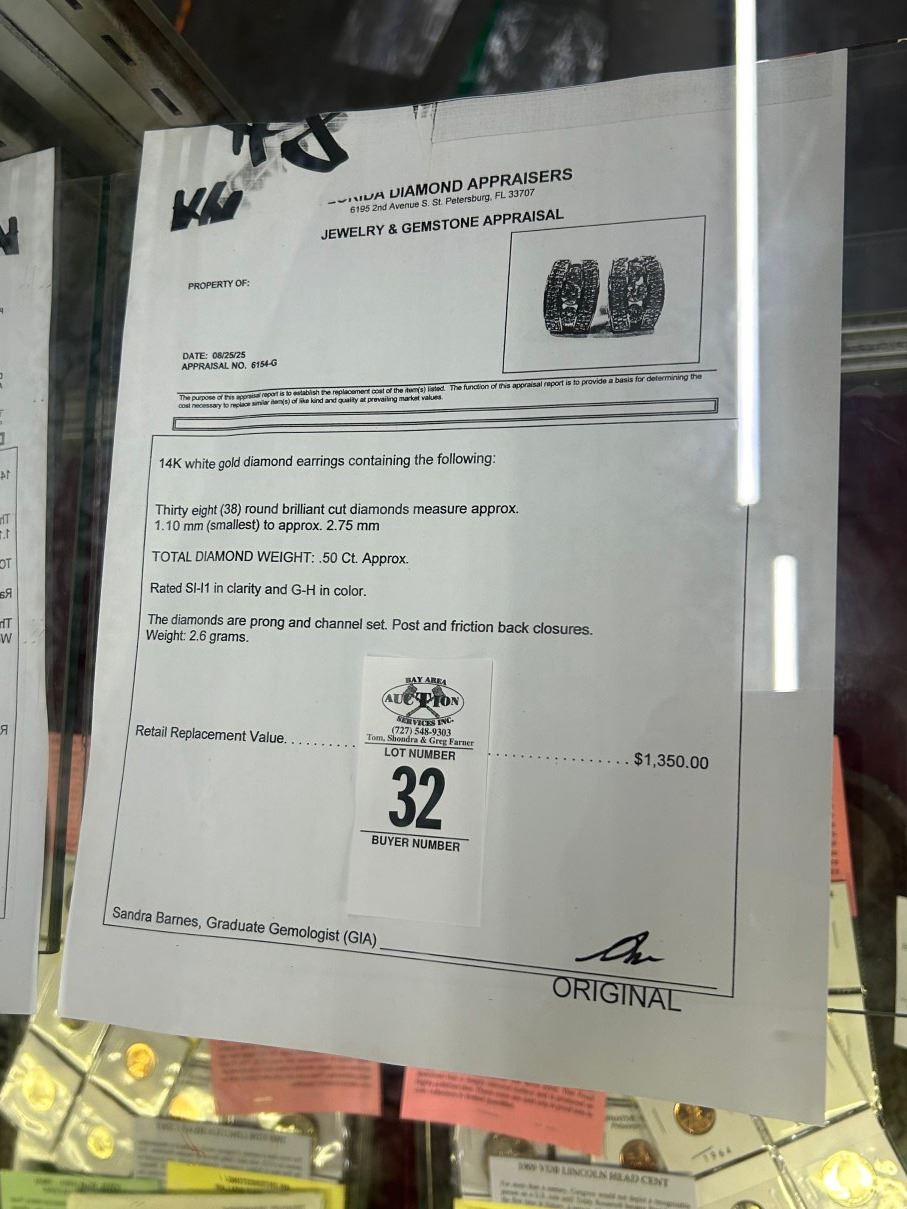 DIAMOND APPRAISERS
6195 2nd Avenue S. St. Petersburg, FL 33707
JEWELRY & GEMSTONE APPRAISAL
PROPERTY OF:
DATE: 08/25/25
APPRAISAL NO. 6154-G
The purpose of this appraisal report is to establish the replacement cost of the item(s) listed. The function of this appraisal report is to provide a basis for determining the
cost necessary to replace similar item(s) of like kind and quality at prevailing market values.
14K white gold diamond earrings containing the following:
Thirty eight (38) round brilliant cut diamonds measure approx.
1.10 mm (smallest) to approx. 2.75 mm
TOTAL DIAMOND WEIGHT: .50 Ct. Approx.
Rated SI-I1 in clarity and G-H in color.
The diamonds are prong and channel set. Post and friction back closures.
Weight: 2.6 grams.
BAY AREA
AUCTION
SERVICES INC.
(727) 548-9303
Tom, Shondra & Greg Farner
LOT NUMBER
32
BUYER NUMBER
Retail Replacement Value. . . . . . . . . . . . . . . . . . . . . . . . . . $1,350.00
Sandra Barnes, Graduate Gemologist (GIA)
ORIGINAL
1964
1909 VDB LINCOLN HEAD CENT